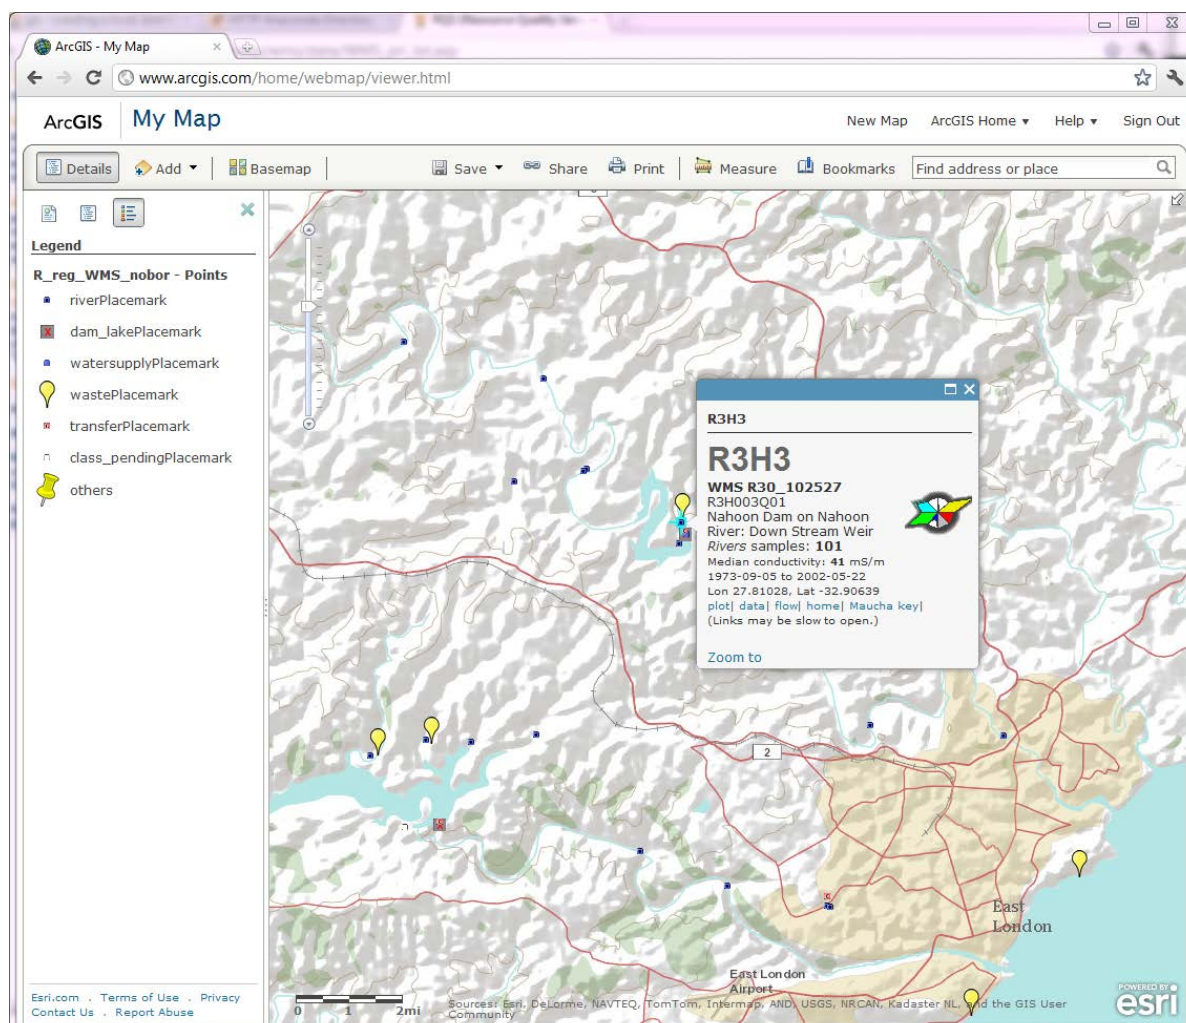 ArcGIS - My Map
www.arcgis.com/home/webmap/viewer.html
ArcGIS
My Map
New Map
ArcGIS Home
Help
Sign Out
Details
Add
Basemap
Save
Share
Print
Measure
Bookmarks
Find address or place
Legend
R_reg_WMS_nobor - Points
riverPlacemark
dam_lakePlacemark
watersupplyPlacemark
wastePlacemark
transferPlacemark
class_pendingPlacemark
others
R3H3
R3H3
WMS R30_102527
R3H003Q01
Nahoon Dam on Nahoon
River: Down Stream Weir
Rivers samples: 101
Median conductivity: 41 mS/m
1973-09-05 to 2002-05-22
Lon 27.81028, Lat -32.90639
plot| data| flow| home| Maucha key|
(Links may be slow to open.)
Zoom to
2
East
London
East London
Airport
0 1 2mi
Sources: Esri, DeLorme, NAVTEQ, TomTom, Intermap, AND, USGS, NRCAN, Kadaster NL, and the GIS User
Community
POWERED BY
esri
Esri.com . Terms of Use . Privacy
Contact Us . Report Abuse